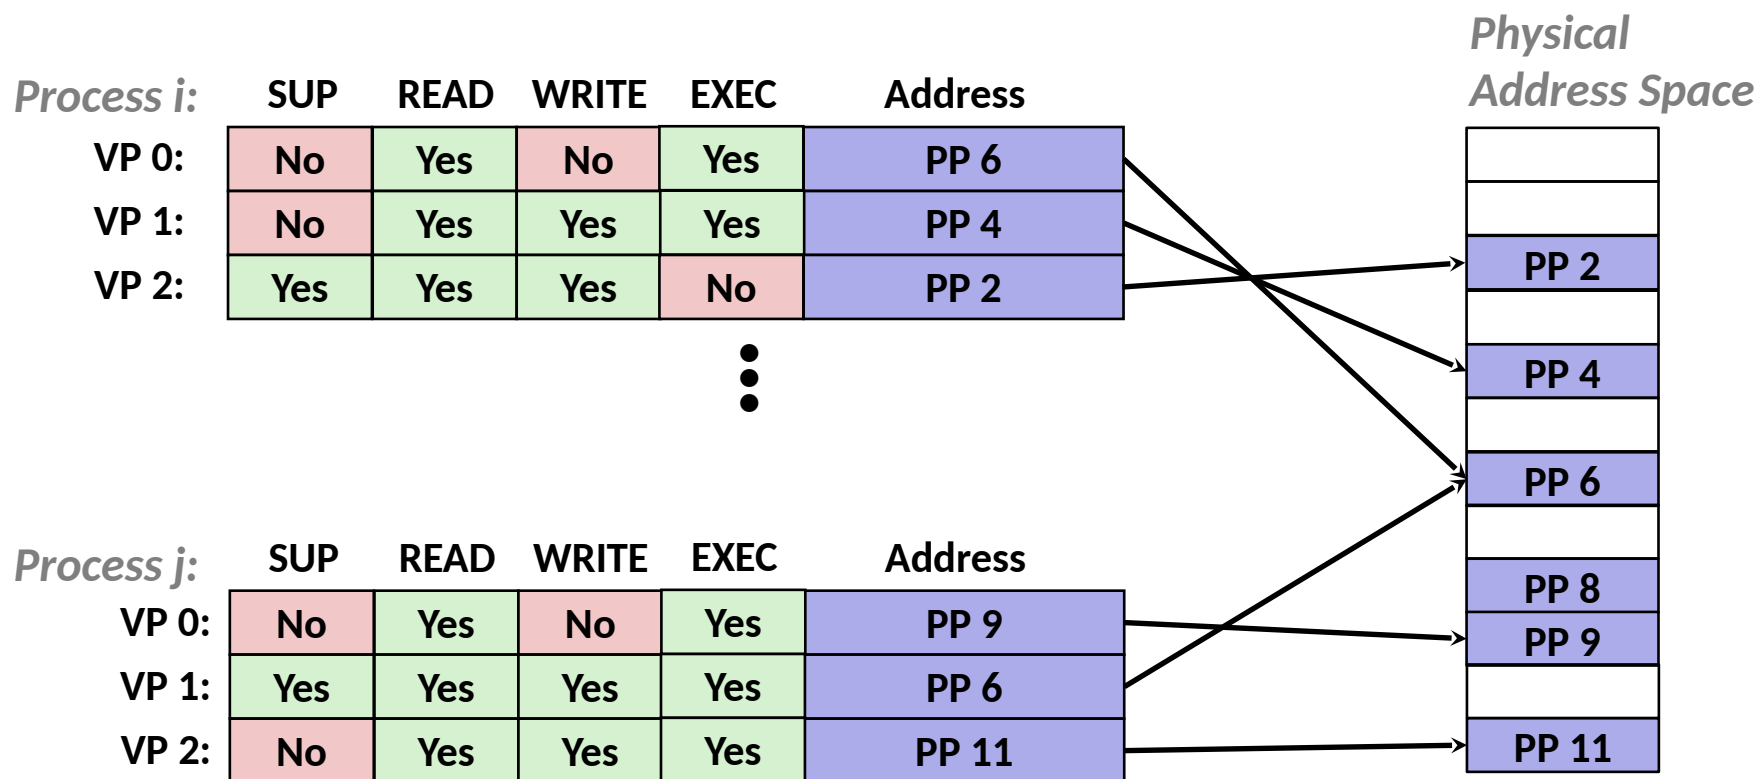 Physical
Address Space
Process i: SUP READ WRITE EXEC Address
VP 0: No Yes No Yes PP 6
VP 1: No Yes Yes Yes PP 4
VP 2: Yes Yes Yes No PP 2
PP 2
PP 4
PP 6
Process j: SUP READ WRITE EXEC Address
VP 0: No Yes No Yes PP 9
VP 1: Yes Yes Yes Yes PP 6
VP 2: No Yes Yes Yes PP 11
PP 8
PP 9
PP 11